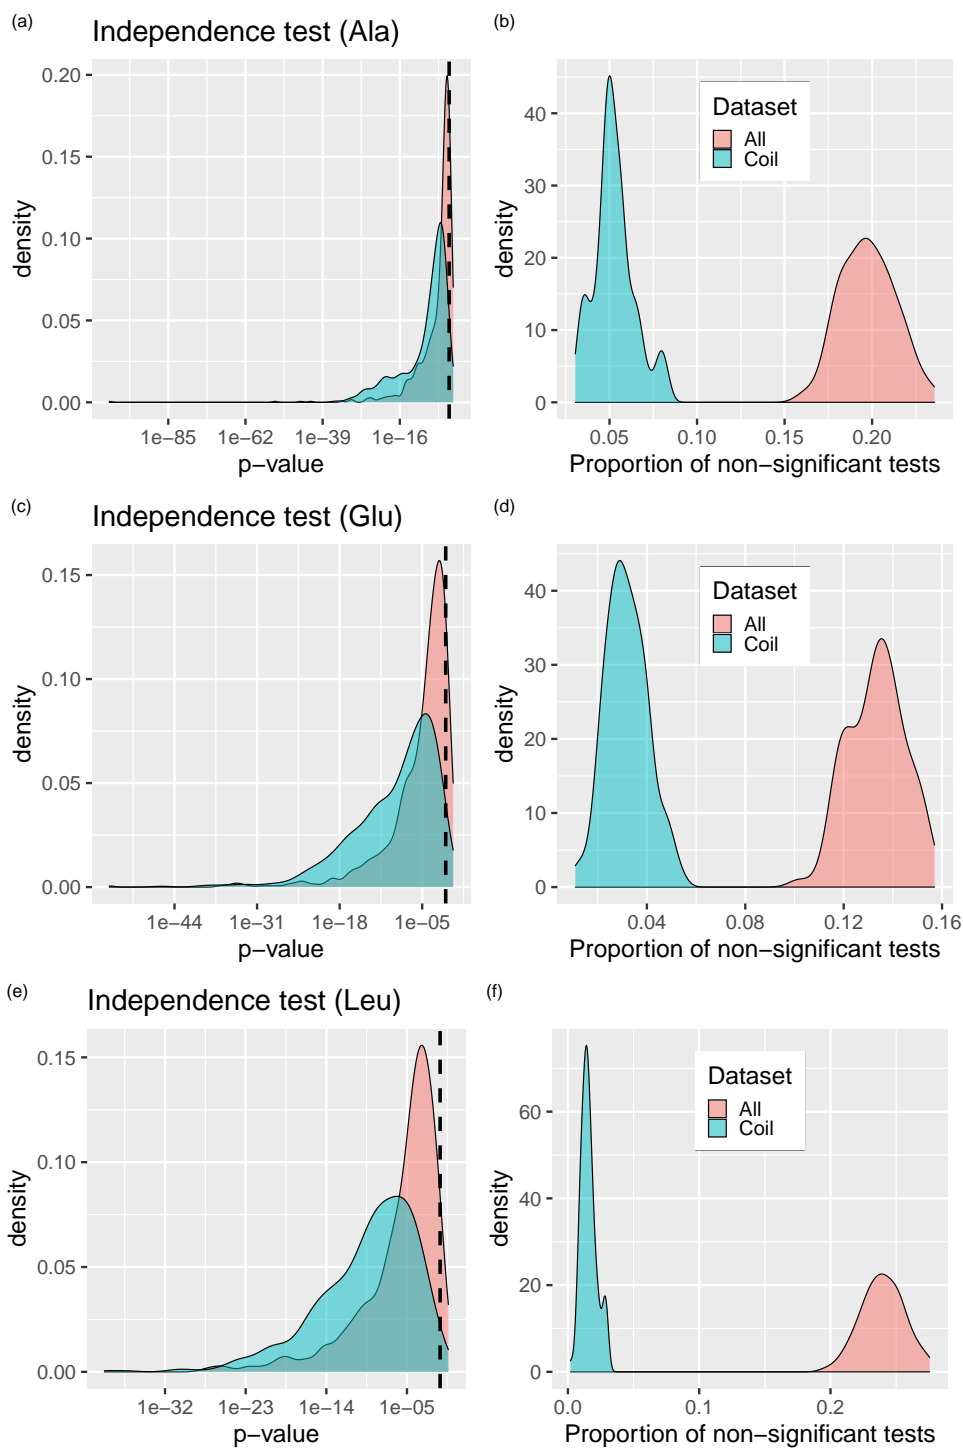 (a)
Independence test (Ala)
density
0.20
0.15
0.10
0.05
0.00
1e−85 1e−62 1e−39 1e−16
p−value
(b)
Dataset
All
Coil
40
30
20
10
0
0.05 0.10 0.15 0.20
Proportion of non−significant tests
density
(c)
Independence test (Glu)
density
0.15
0.10
0.05
0.00
1e−44 1e−31 1e−18 1e−05
p−value
(d)
Dataset
All
Coil
density
40
30
20
10
0
0.04 0.08 0.12 0.16
Proportion of non−significant tests
(e)
Independence test (Leu)
density
0.15
0.10
0.05
0.00
1e−32 1e−23 1e−14 1e−05
p−value
(f)
Dataset
All
Coil
density
60
40
20
0
0.0 0.1 0.2
Proportion of non−significant tests